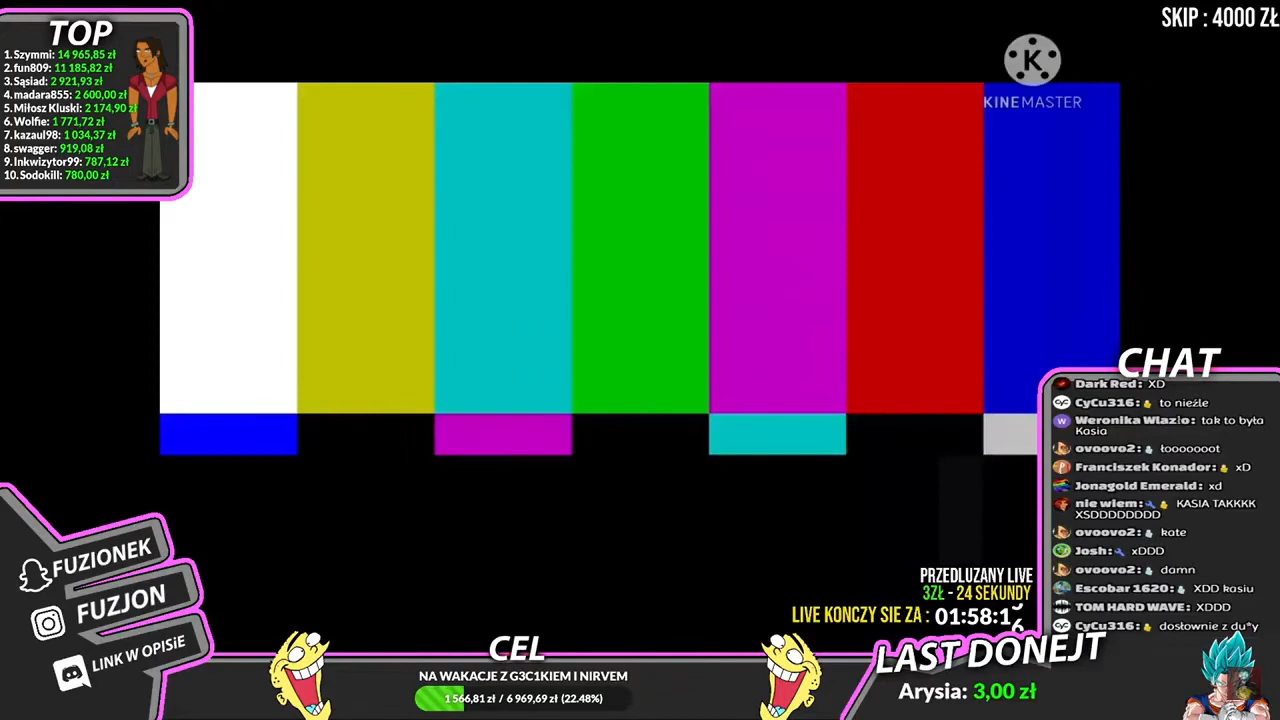 TOP
1. Szymmi: 14 965,85 zł
2. fun809: 11 185,82 zł
3. Sąsiad: 2 921,93 zł
4. madara855: 2 600,00 zł
5. Miłosz Kluski: 2 174,90 zł
6. Wolfie: 1 771,72 zł
7. kazaul98: 1 034,37 zł
8. swagger: 919,08 zł
9. Inkwizytor99: 787,12 zł
10. Sodokill: 780,00 zł
SKIP : 4000 ZŁ
K
KINEMASTER
CHAT
Dark Red: XD
CyCu316: to nieźle
Weronika Wlazio: tak to była
Kasia
ovoovo2: łoooooot
Franciszek Konador: xD
Jonagold Emerald: xd
nie wiem: KASIA TAKKKK
XSDDDDDDDD
ovoovo2: kate
Josh: xDDD
ovoovo2: damn
Escobar 1620: XDD kasiu
TOM HARD WAVE: XDDD
CyCu316: dosłownie z du*y
FUZIONEK
FUZJON
LINK W OPISiE
PRZEDLUZANY LIVE
3ZŁ - 24 SEKUNDY
LIVE KONCZY SIE ZA : 01:58:1
CEL
NA WAKACJE Z G3C1KIEM I NIRVEM
1 566,81 zł / 6 969,69 zł (22.48%)
LAST DONEJT
Arysia: 3,00 zł